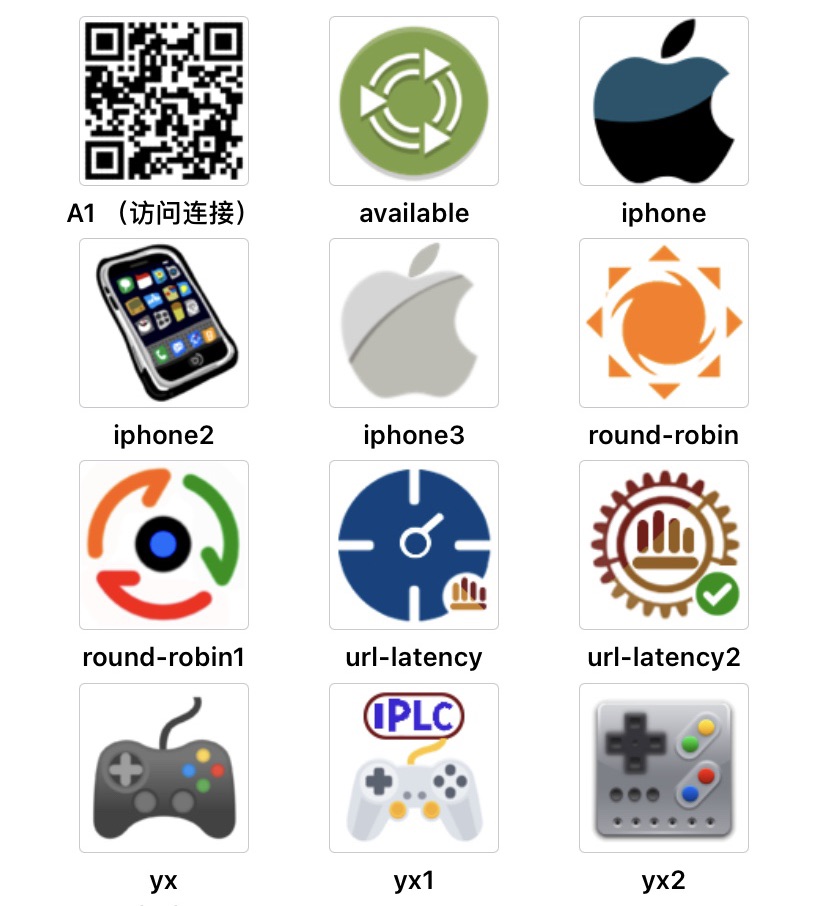 A1 （访问连接）
available
iphone
iphone2
iphone3
round-robin
round-robin1
url-latency
url-latency2
IPLC
yx
yx1
yx2